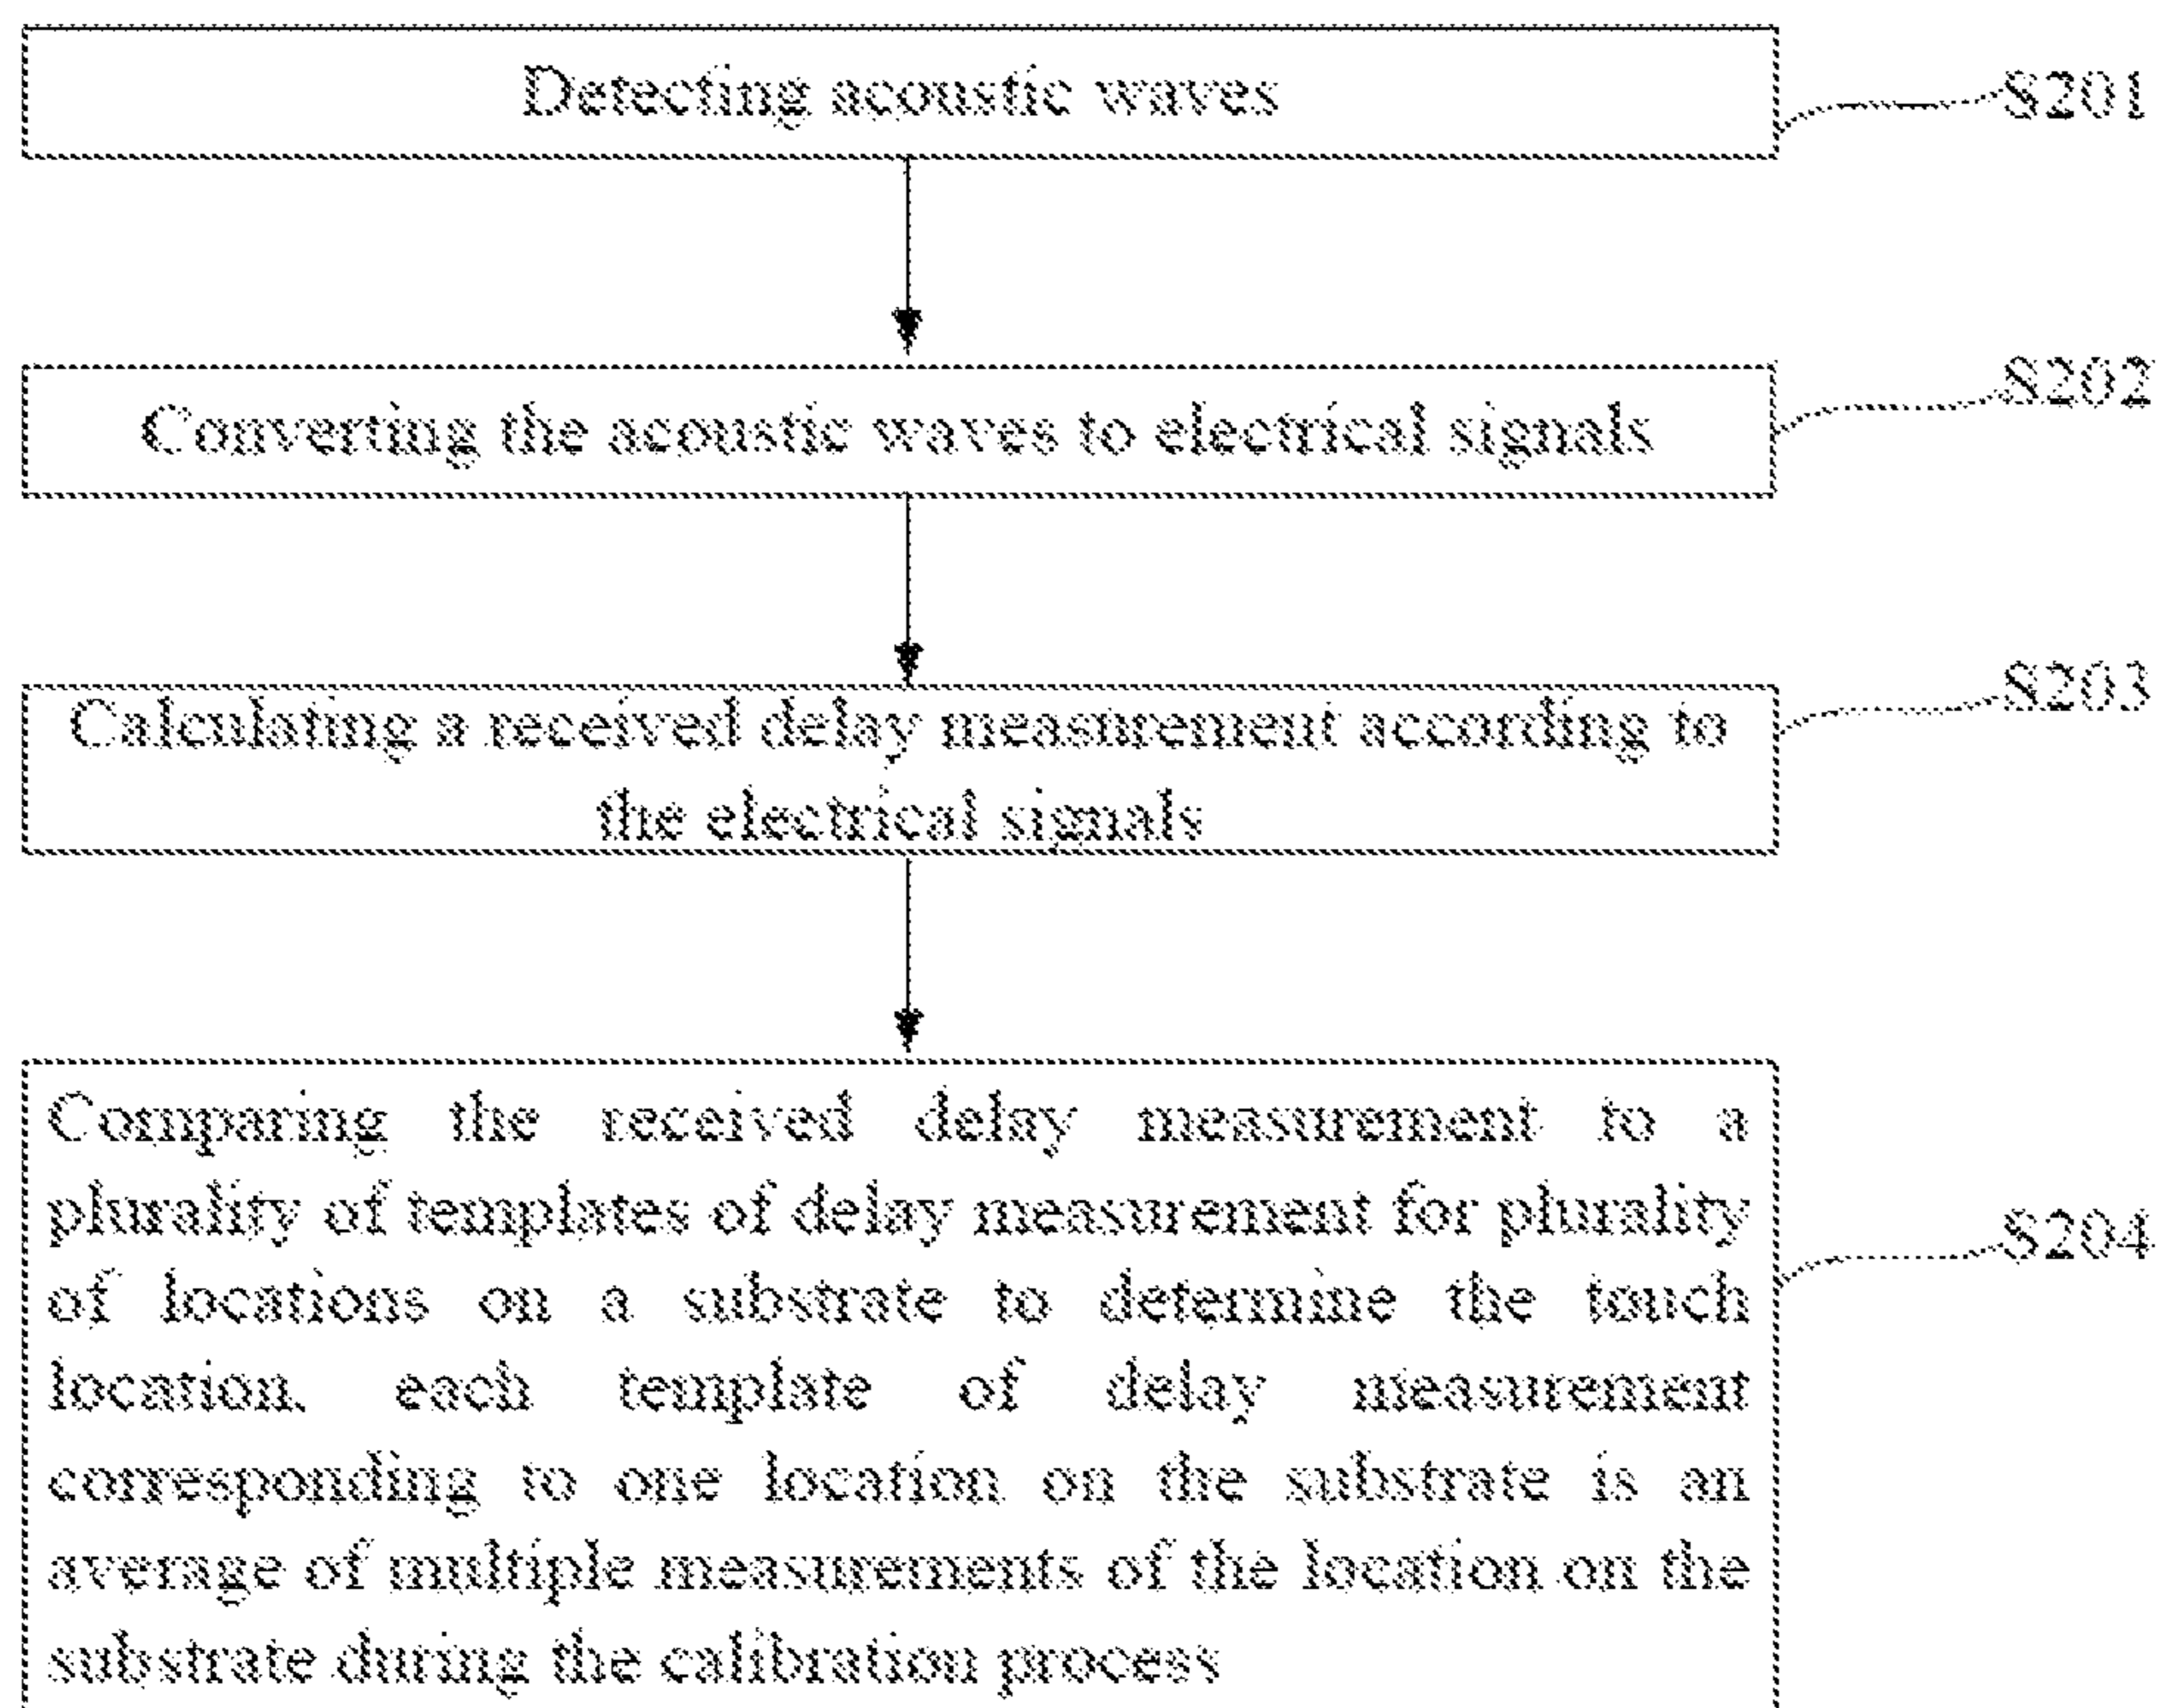 Detecting acoustic waves
S201
Converting the acoustic waves to electrical signals
S202
Calculating a received delay measurement according to
the electrical signals
S203
Comparing the received delay measurement to a
plurality of templates of delay measurement for plurality
of locations on a substrate to determine the touch
location, each template of delay measurement
corresponding to one location on the substrate is an
average of multiple measurements of the location on the
substrate during the calibration process
S204